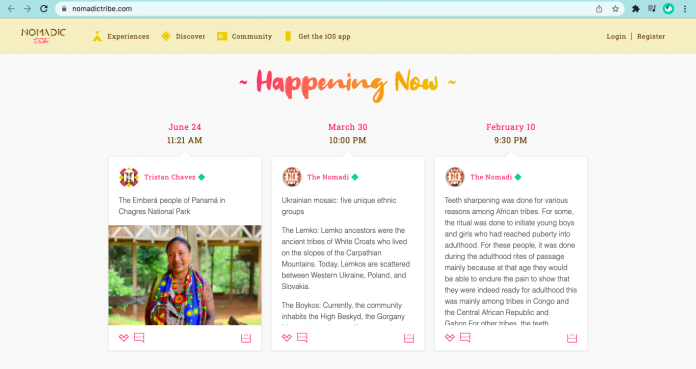 nomadictribe.com
NOMADIC
Tribe
Experiences
Discover
Community
Get the iOS app
Login | Register
~ Happening Now ~
June 24
11:21 AM
Tristan Chavez
The Emberá people of Panamá in
Chagres National Park
March 30
10:00 PM
The Nomadi
Ukrainian mosaic: five unique ethnic
groups
The Lemko: Lemko ancestors were the
ancient tribes of White Croats who lived
on the slopes of the Carpathian
Mountains. Today, Lemkos are scattered
between Western Ukraine, Poland, and
Slovakia.
The Boykos: Currently, the community
inhabits the High Beskyd, the Gorgany
February 10
9:30 PM
The Nomadi
Teeth sharpening was done for various
reasons among African tribes. For some,
the ritual was done to initiate young boys
and girls who had reached puberty into
adulthood. For these people, it was done
during the adulthood rites of passage
mainly because at that age they would
be able to endure the pain to show that
they were indeed ready for adulthood this
was mainly among tribes in Congo and
the Central African Republic and
Gabon For other tribes, the teeth